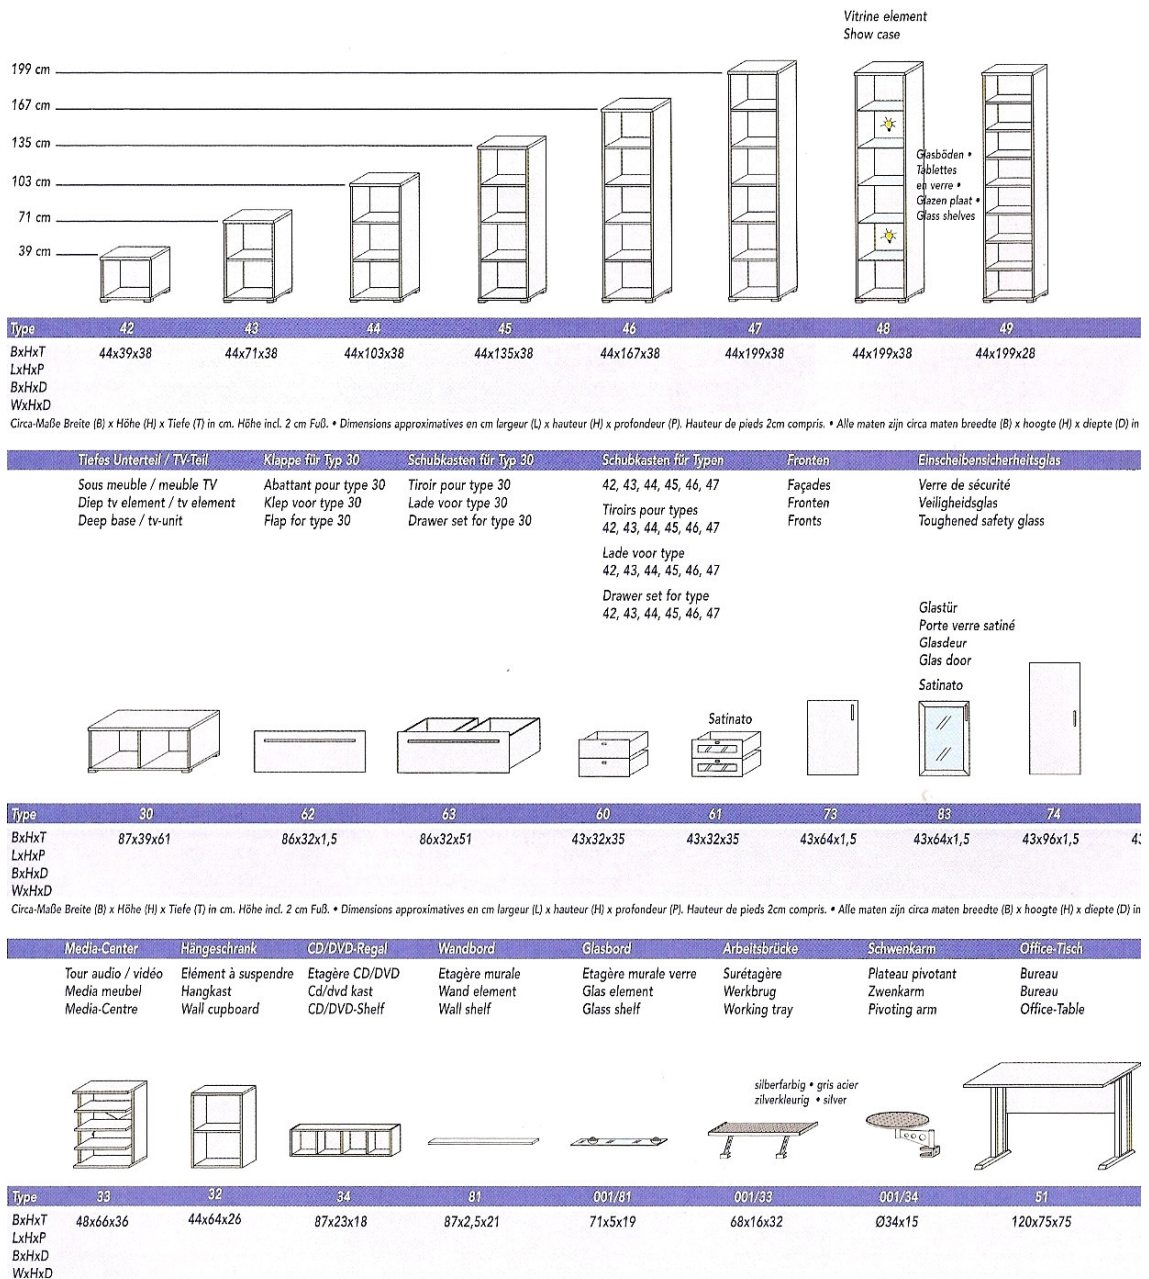 Vitrine element
Show case
199 cm
167 cm
135 cm
103 cm
71 cm
39 cm
Glasböden •
Tablettes
en verre •
Glazen plaat •
Glass shelves
Type 42 43 44 45 46 47 48 49
BxHxT 44x39x38 44x71x38 44x103x38 44x135x38 44x167x38 44x199x38 44x199x38 44x199x28
LxHxP
BxHxD
WxHxD
Circa-Maße Breite (B) x Höhe (H) x Tiefe (T) in cm. Höhe incl. 2 cm Fuß. • Dimensions approximatives en cm largeur (L) x hauteur (H) x profondeur (P). Hauteur de pieds 2cm compris. • Alle maten zijn circa maten breedte (B) x hoogte (H) x diepte (D) in
Tiefes Unterteil / TV-Teil Klappe für Typ 30 Schubkasten für Typ 30 Schubkasten für Typen Fronten Einscheibensicherheitsglas
Sous meuble / meuble TV Abattant pour type 30 Tiroir pour type 30 42, 43, 44, 45, 46, 47 Façades Verre de sécurité
Diep tv element / tv element Klep voor type 30 Lade voor type 30 Tiroirs pour types Fronten Veiligheidsglas
Deep base / tv-unit Flap for type 30 Drawer set for type 30 42, 43, 44, 45, 46, 47 Fronts Toughened safety glass
Lade voor type
42, 43, 44, 45, 46, 47
Drawer set for type
42, 43, 44, 45, 46, 47
Glastür
Porte verre satiné
Glasdeur
Glas door
Satinato
Satinato
Type 30 62 63 60 61 73 83 74
BxHxT 87x39x61 86x32x1,5 86x32x51 43x32x35 43x32x35 43x64x1,5 43x64x1,5 43x96x1,5 43
LxHxP
BxHxD
WxHxD
Circa-Maße Breite (B) x Höhe (H) x Tiefe (T) in cm. Höhe incl. 2 cm Fuß. • Dimensions approximatives en cm largeur (L) x hauteur (H) x profondeur (P). Hauteur de pieds 2cm compris. • Alle maten zijn circa maten breedte (B) x hoogte (H) x diepte (D) in
Media-Center Hängeschrank CD/DVD-Regal Wandbord Glasbord Arbeitsbrücke Schwenkarm Office-Tisch
Tour audio / vidéo Elément à suspendre Etagère CD/DVD Etagère murale Etagère murale verre Surétagère Plateau pivotant Bureau
Media meubel Hangkast Cd/dvd kast Wand element Glas element Werkbrug Zwenkarm Bureau
Media-Centre Wall cupboard CD/DVD-Shelf Wall shelf Glass shelf Working tray Pivoting arm Office-Table
silberfarbig • gris acier
zilverkleurig • silver
Type 33 32 34 81 001/81 001/33 001/34 51
BxHxT 48x66x36 44x64x26 87x23x18 87x2,5x21 71x5x19 68x16x32 Ø34x15 120x75x75
LxHxP
BxHxD
WxHxD